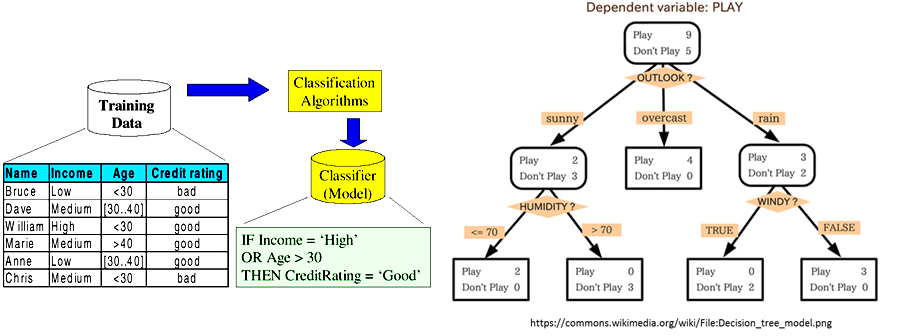 Training
Data
Classification
Algorithms
Classifier
(Model)
Name Income Age Credit rating
Bruce Low <30 bad
Dave Medium [30..40] good
William High <30 good
Marie Medium >40 good
Anne Low [30..40] good
Chris Medium <30 bad
IF Income = ‘High’
OR Age > 30
THEN CreditRating = ‘Good’
Dependent variable: PLAY
Play 9
Don't Play 5
OUTLOOK ?
sunny overcast rain
Play 2
Don't Play 3
Play 4
Don't Play 0
Play 3
Don't Play 2
HUMIDITY ?
WINDY ?
<= 70 > 70
TRUE FALSE
Play 2
Don't Play 0
Play 0
Don't Play 3
Play 0
Don't Play 2
Play 3
Don't Play 0
https://commons.wikimedia.org/wiki/File:Decision_tree_model.png